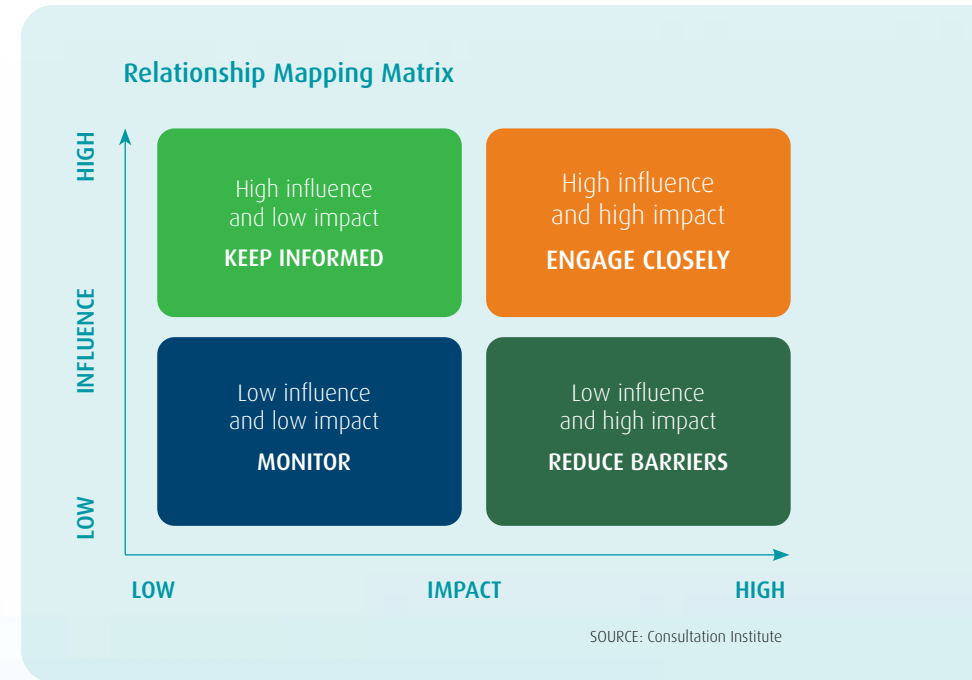 Relationship Mapping Matrix
HIGH
INFLUENCE
LOW
High influence
and low impact
KEEP INFORMED
High influence
and high impact
ENGAGE CLOSELY
Low influence
and low impact
MONITOR
Low influence
and high impact
REDUCE BARRIERS
LOW
IMPACT
HIGH
SOURCE: Consultation Institute